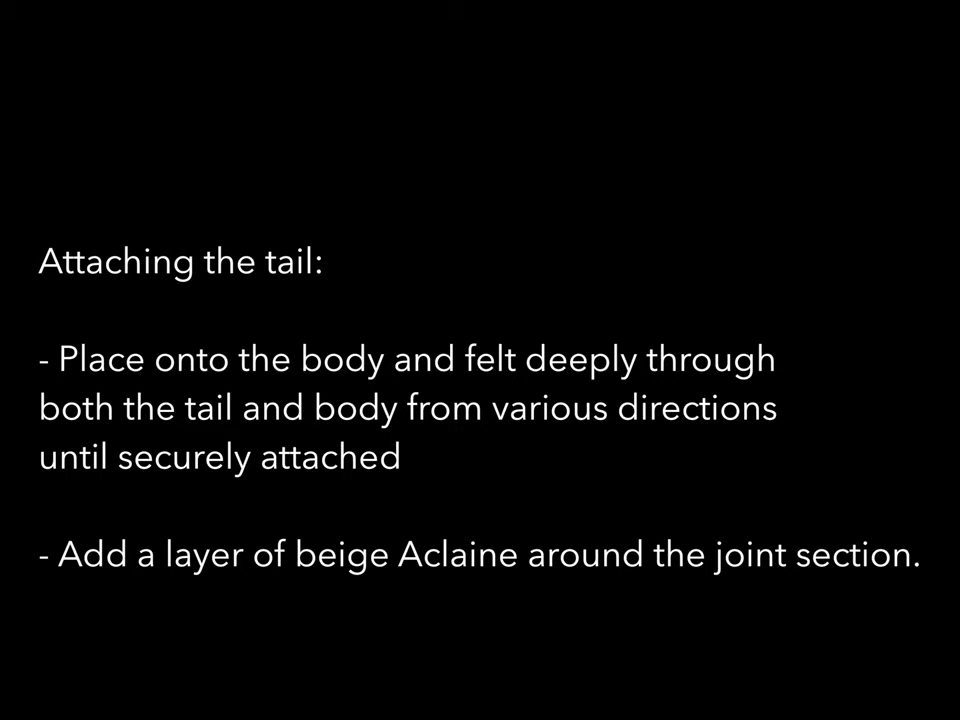 Attaching the tail:
- Place onto the body and felt deeply through
both the tail and body from various directions
until securely attached
- Add a layer of beige Aclaine around the joint section.